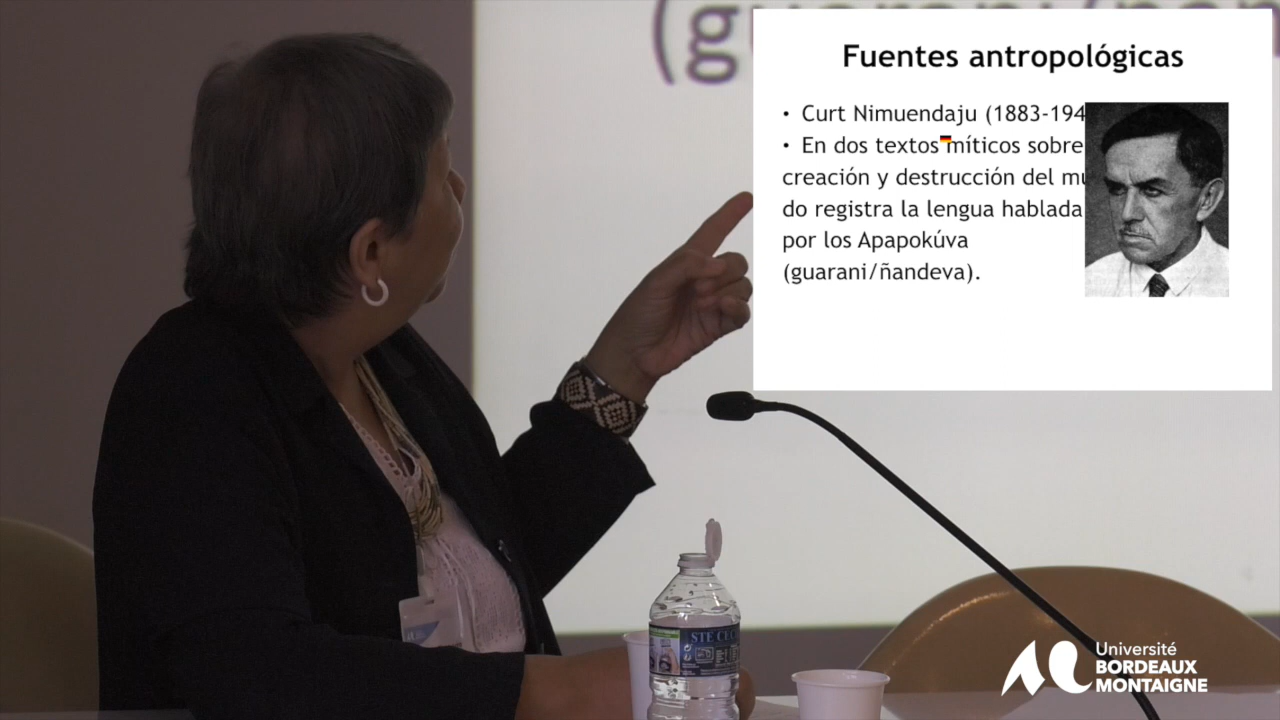 Fuentes antropológicas
• Curt Nimuendaju (1883-194
• En dos textos míticos sobre
creación y destrucción del mu
do registra la lengua hablada
por los Apapokúva
(guarani/ñandeva).
STE CEC
Université
BORDEAUX
MONTAIGNE